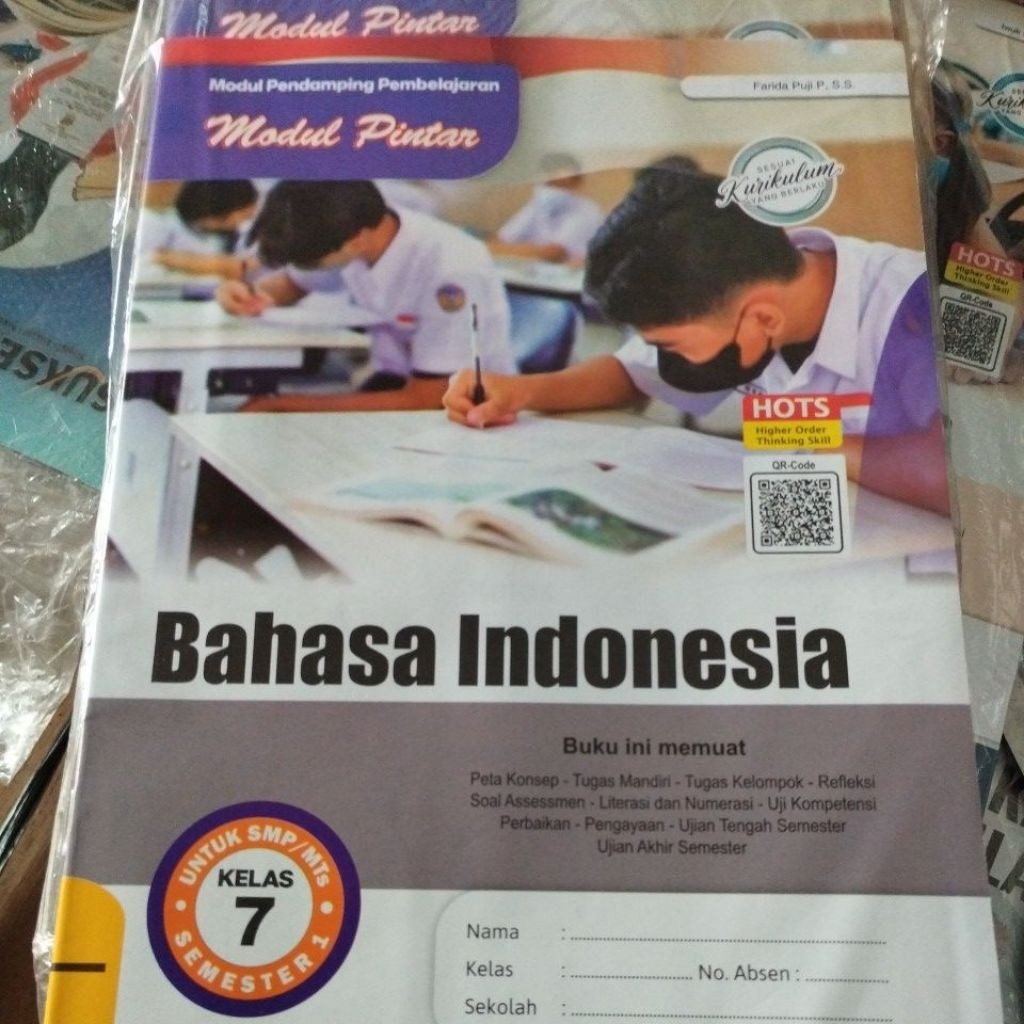 Modul Pintar
Modul Pendamping Pembelajaran
Modul Pintar
Farida Puji P, S.S.
SESUAI
Kurikulum
YANG BERLAKU
HOTS
Higher Order
Thinking Skill
QR-Code
HOTS
Higher Order
Thinking Skill
QR-Code
Bahasa Indonesia
Buku ini memuat
Peta Konsep - Tugas Mandiri - Tugas Kelompok - Refleksi
Soal Assessmen - Literasi dan Numerasi - Uji Kompetensi
Perbaikan - Pengayaan - Ujian Tengah Semester
Ujian Akhir Semester
UNTUK SMP/MTs
KELAS
7
SEMESTER 1
Nama : ........................................
Kelas : .................... No. Absen : ..............
Sekolah : ........................................